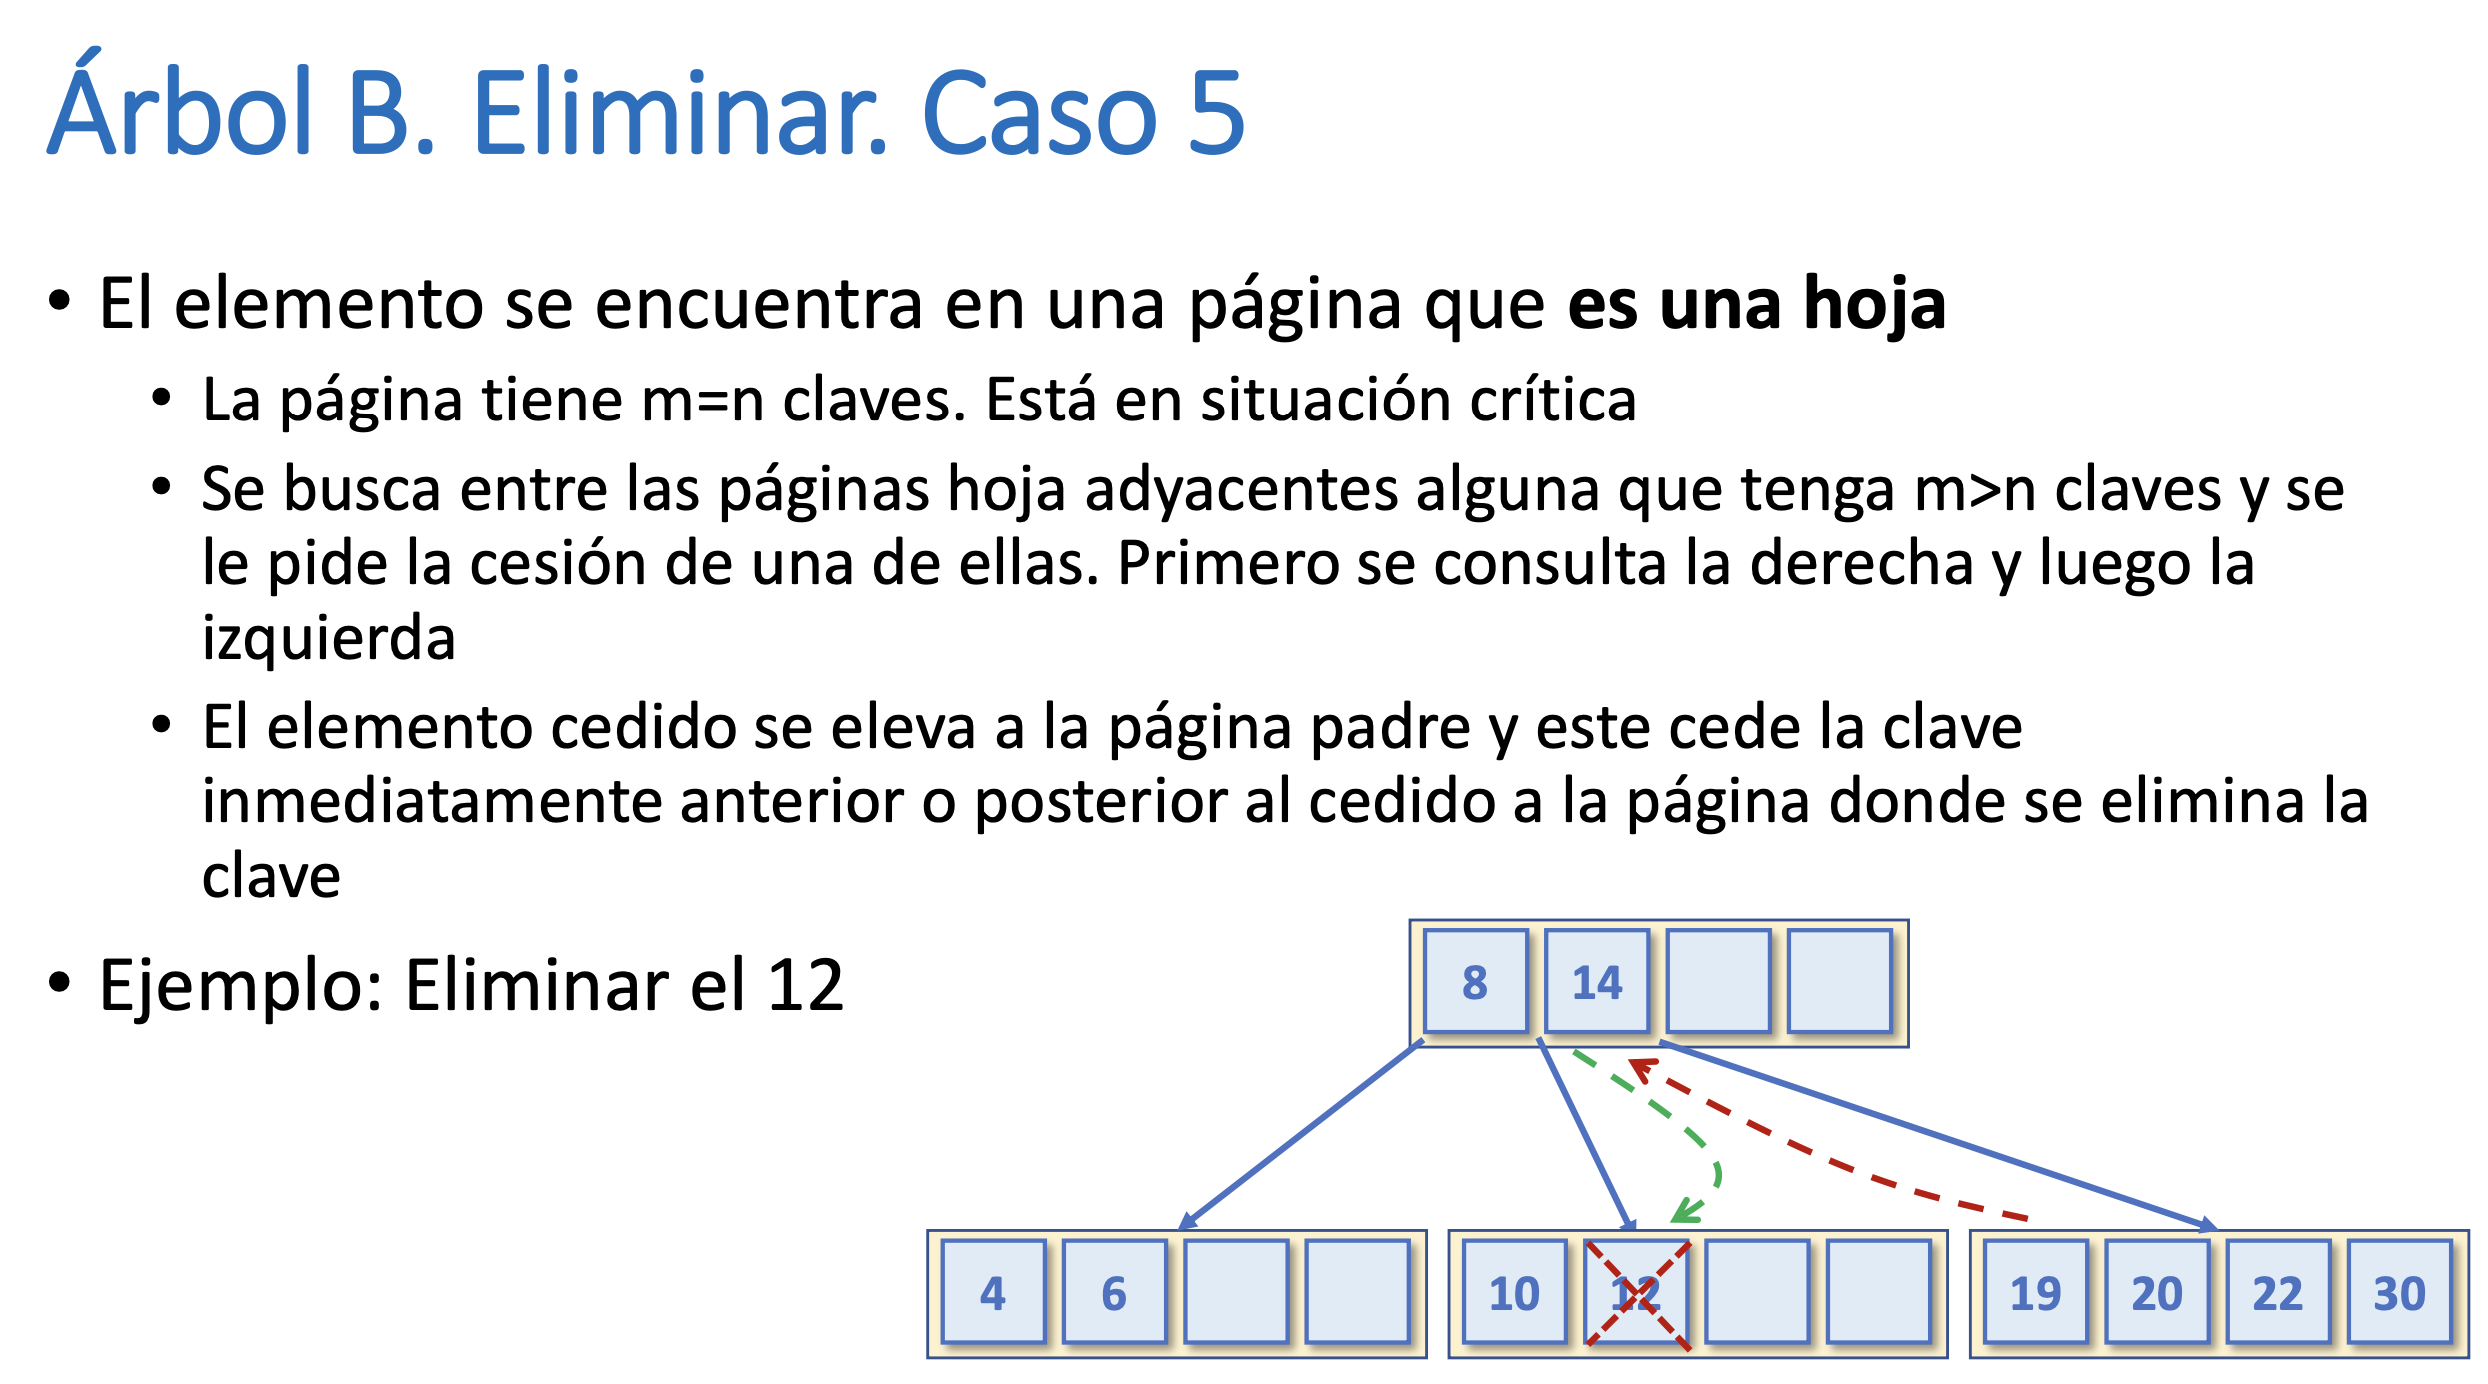 Árbol B. Eliminar. Caso 5
• El elemento se encuentra en una página que es una hoja
• La página tiene m=n claves. Está en situación crítica
• Se busca entre las páginas hoja adyacentes alguna que tenga m>n claves y se
le pide la cesión de una de ellas. Primero se consulta la derecha y luego la
izquierda
• El elemento cedido se eleva a la página padre y este cede la clave
inmediatamente anterior o posterior al cedido a la página donde se elimina la
clave
• Ejemplo: Eliminar el 12
8 14
4 6 10 12 19 20 22 30